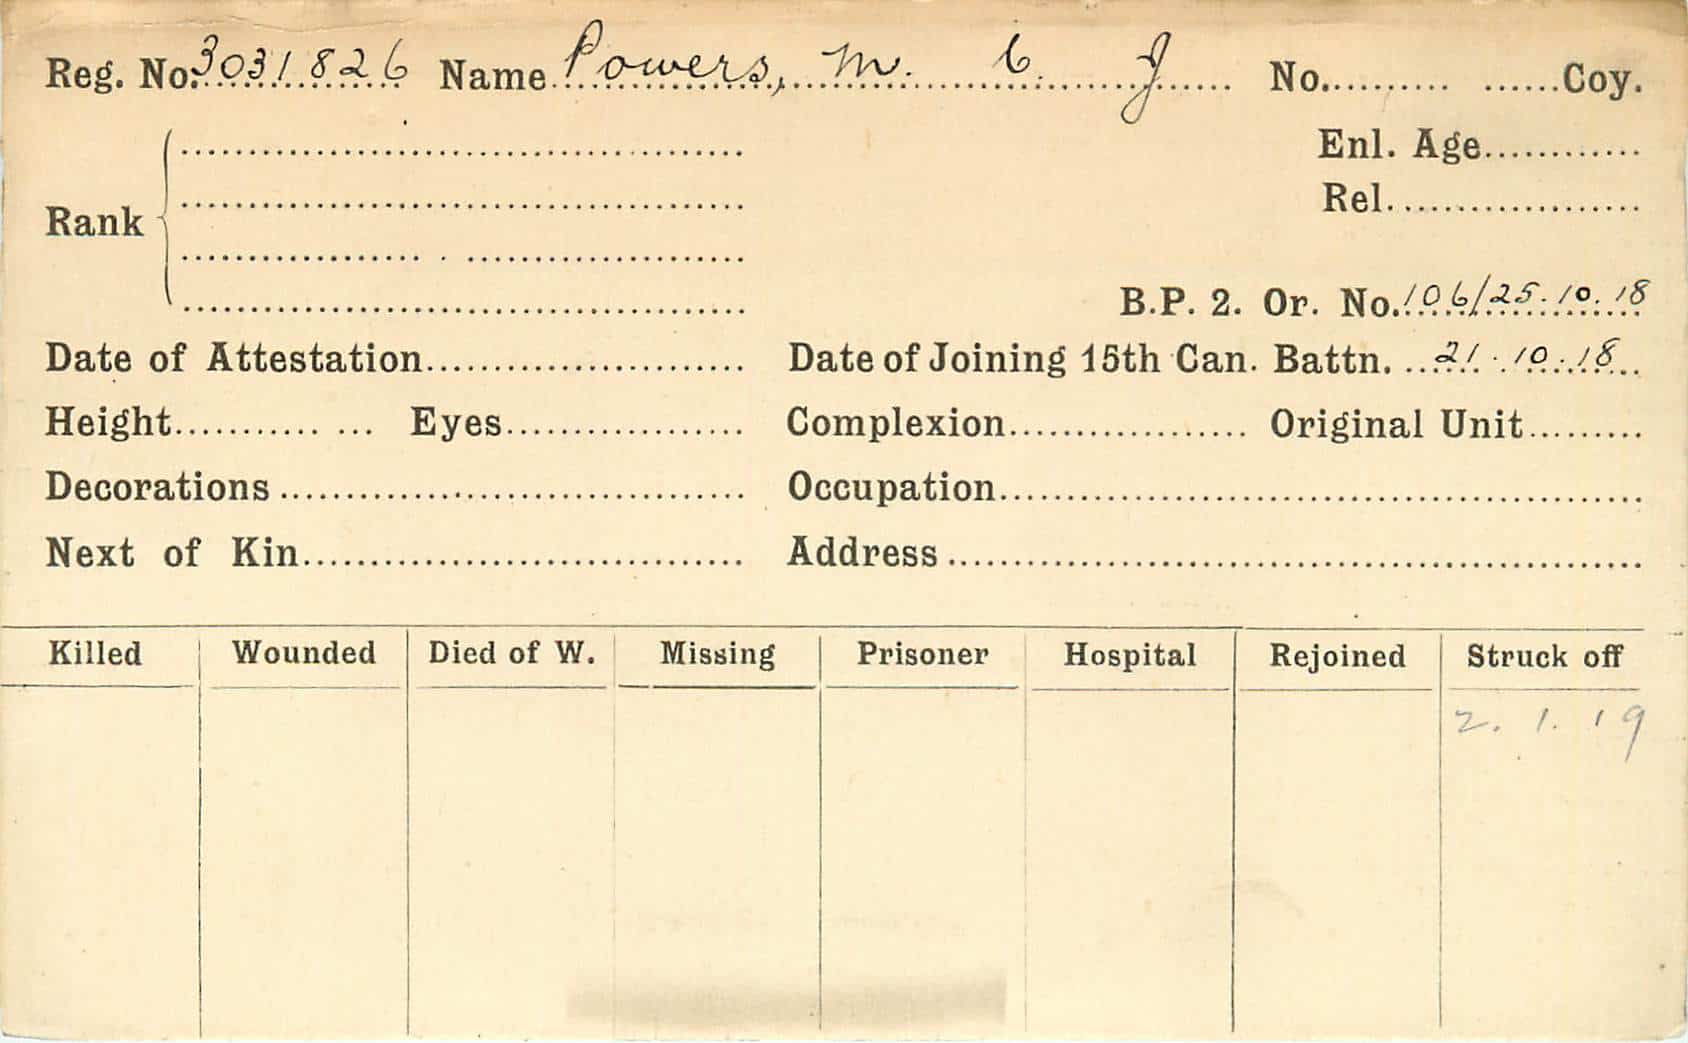 Reg. No. 3031826 Name Powers, M. C. J No. Coy.
Enl. Age
Rel.
Rank
B.P. 2. Or. No. 106/25.10.18
Date of Attestation Date of Joining 15th Can. Battn. 21.10.18
Height Eyes Complexion Original Unit
Decorations Occupation
Next of Kin Address
Killed Wounded Died of W. Missing Prisoner Hospital Rejoined Struck off
2.1.19